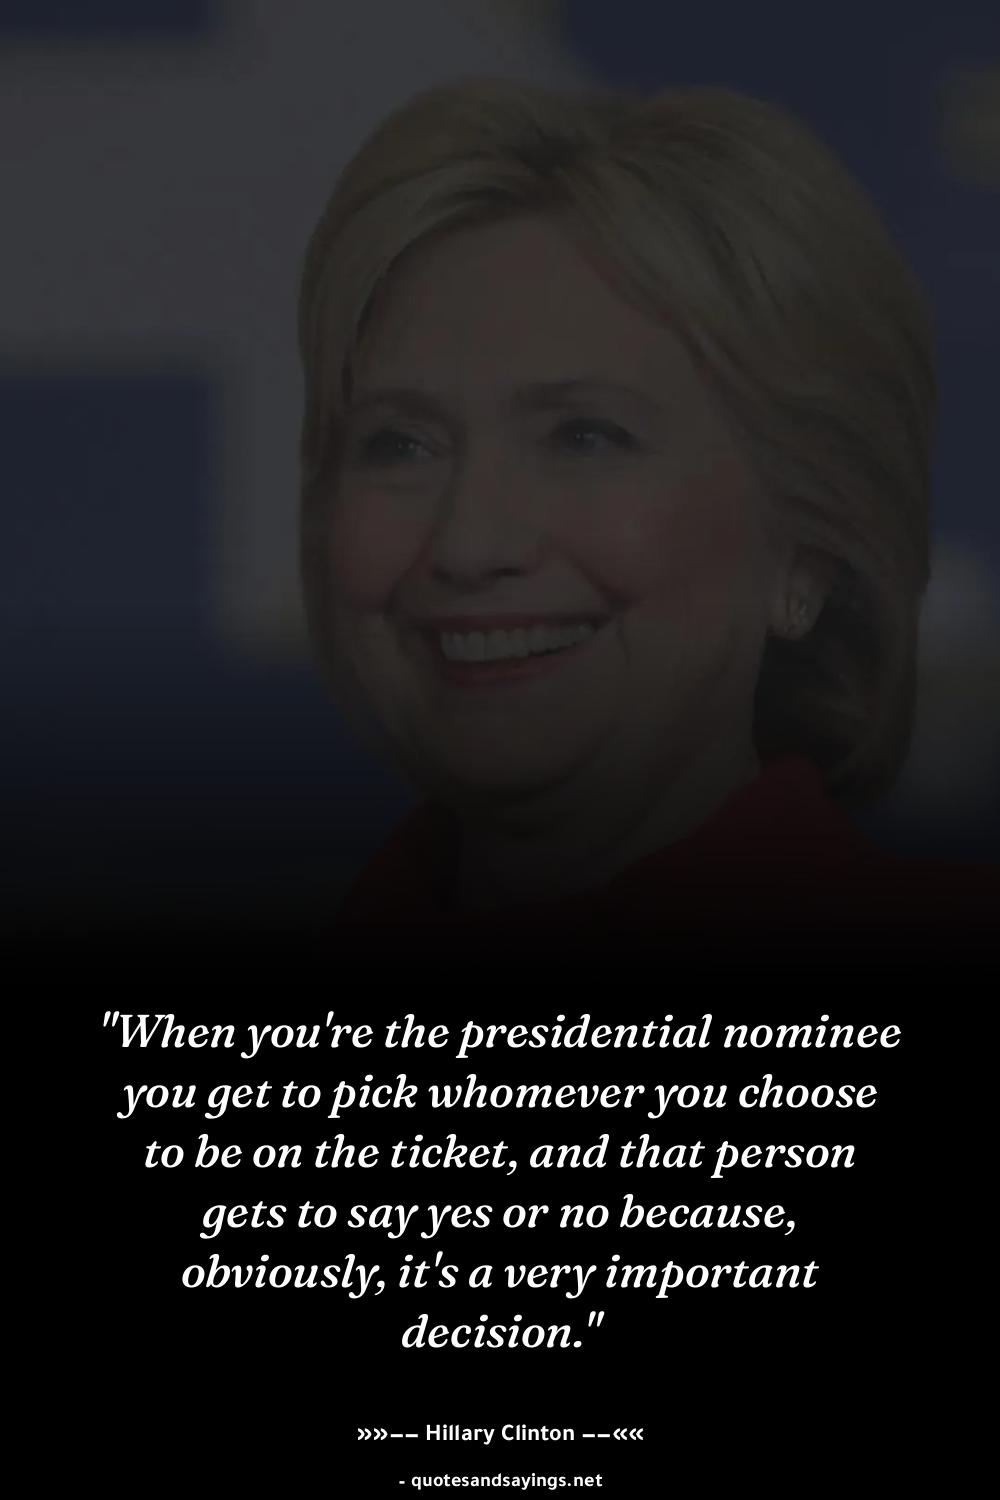 "When you're the presidential nominee
you get to pick whomever you choose
to be on the ticket, and that person
gets to say yes or no because,
obviously, it's a very important
decision."
»»−− Hillary Clinton −−««
- quotesandsayings.net